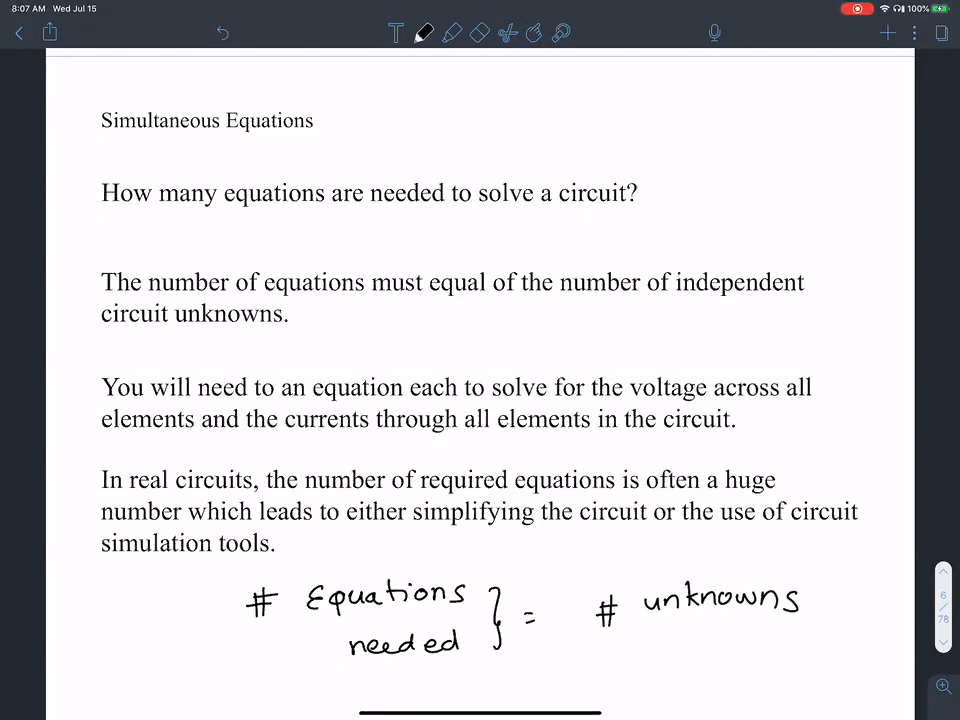 8:07 AM Wed Jul 15
100%
T
Simultaneous Equations
How many equations are needed to solve a circuit?
The number of equations must equal of the number of independent
circuit unknowns.
You will need to an equation each to solve for the voltage across all
elements and the currents through all elements in the circuit.
In real circuits, the number of required equations is often a huge
number which leads to either simplifying the circuit or the use of circuit
simulation tools.
# Equations
needed } = # unknowns
6
/
78